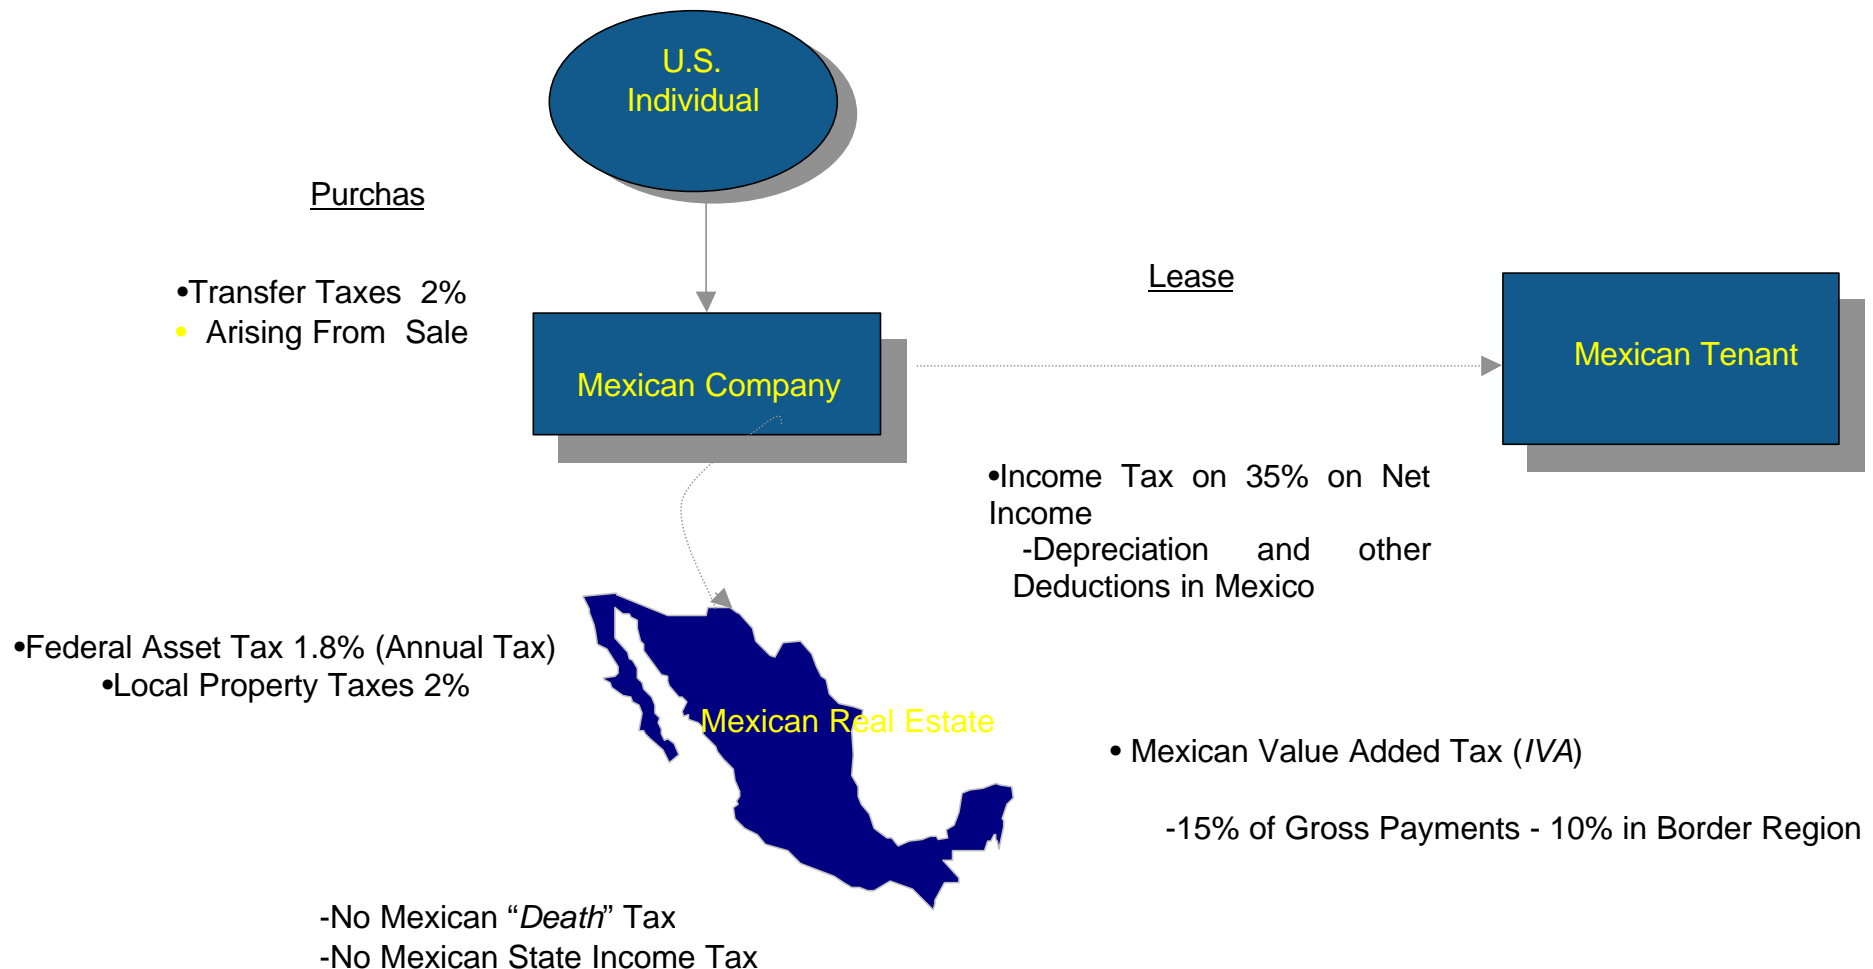 U.S.
Individual
Purchas
•Transfer Taxes 2%
• Arising From Sale
Lease
Mexican Company
Mexican Tenant
•Income Tax on 35% on Net
Income
-Depreciation and other
Deductions in Mexico
•Federal Asset Tax 1.8% (Annual Tax)
•Local Property Taxes 2%
Mexican Real Estate
• Mexican Value Added Tax (IVA)
-15% of Gross Payments - 10% in Border Region
-No Mexican “Death” Tax
-No Mexican State Income Tax